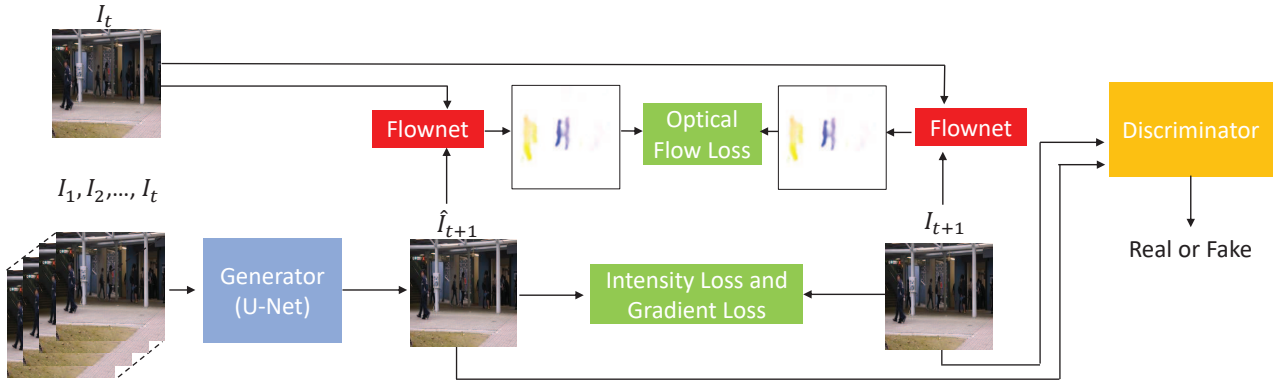 I_t
Flownet
Optical
Flow Loss
Flownet
Discriminator
I_1, I_2,..., I_t
Î_{t+1}
I_{t+1}
Real or Fake
Generator
(U-Net)
Intensity Loss and
Gradient Loss